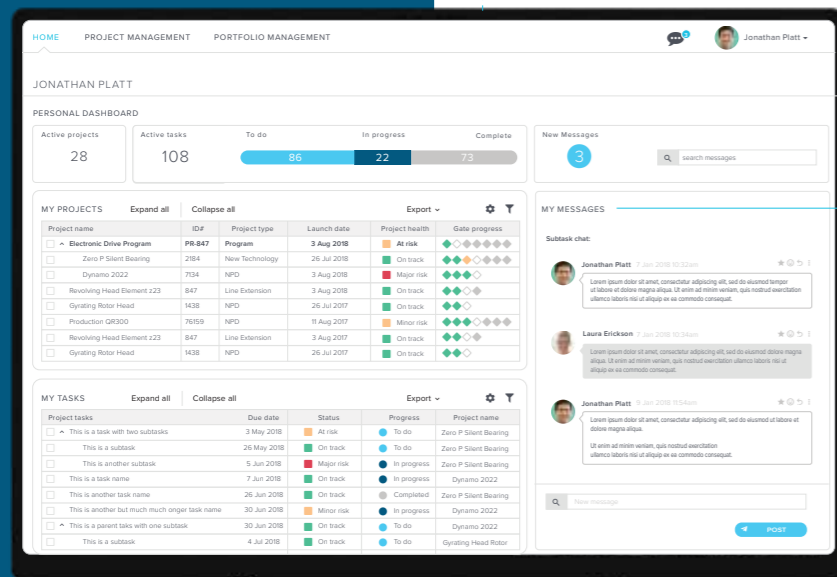 HOME PROJECT MANAGEMENT PORTFOLIO MANAGEMENT Jonathan Platt
JONATHAN PLATT
PERSONAL DASHBOARD
Active projects Active tasks To do In progress Complete New Messages
28 108 86 22 73 3 search messages
MY PROJECTS Expand all Collapse all Export
Project name ID# Project type Launch date Project health Gate progress
Electronic Drive Program PR-847 Program 3 Aug 2018 At risk
Zero P Silent Bearing 2184 New Technology 26 Jul 2018 On track
Dynamo 2022 7134 NPD 3 Aug 2018 Major risk
Revolving Head Element z23 847 Line Extension 3 Aug 2018 On track
Gyrating Rotor Head 1438 NPD 26 Jul 2017 On track
Production QR300 76159 NPD 11 Aug 2017 Minor risk
Revolving Head Element z23 847 Line Extension 3 Aug 2017 On track
Gyrating Rotor Head 1438 NPD 26 Jul 2017 On track
MY TASKS Expand all Collapse all Export
Project tasks Due date Status Progress Project name
This is a task with two subtasks 3 May 2018 At risk To do Zero P Silent Bearing
This is a subtask 26 May 2018 On track To do Zero P Silent Bearing
This is another subtask 5 Jun 2018 Major risk In progress Zero P Silent Bearing
This is a task name 7 Jun 2018 On track In progress Dynamo 2022
This is another task name 26 Jun 2018 On track Completed Zero P Silent Bearing
This is another but much much onger task name 30 Jun 2018 Minor risk In progress Dynamo 2022
This is a parent taks with one subtask 30 Jun 2018 On track To do Dynamo 2022
This is a subtask 4 Jul 2018 On track To do Gyrating Head Rotor
MY MESSAGES
Subtask chat:
Jonathan Platt 7 Jan 2018 10:32am
Lorem ipsum dolor sit amet, consectetur adipiscing elit, sed do eiusmod tempor
ut labore et dolore magna aliqua. Ut enim ad minim veniam, quis nostrud exercitation
ullamco laboris nisi ut aliquip ex ea commodo consequat.
Laura Erickson 7 Jan 2018 10:34am
Lorem ipsum dolor sit amet, consectetur adipiscing elit, sed do eiusmod dolore magna
aliqua. Ut enim ad minim veniam, quis nostrud exercitation ullamco laboris nisi ut
aliquip ex ea commodo consequat.
Jonathan Platt 9 Jan 2018 11:54am
Lorem ipsum dolor sit amet, consectetur adipiscing elit, sed do eiusmod ut labore et
dolore magna aliqua.
Ut enim ad minim veniam, quis nostrud exercitation
ullamco laboris nisi ut aliquip ex ea commodo consequat.
New message
POST